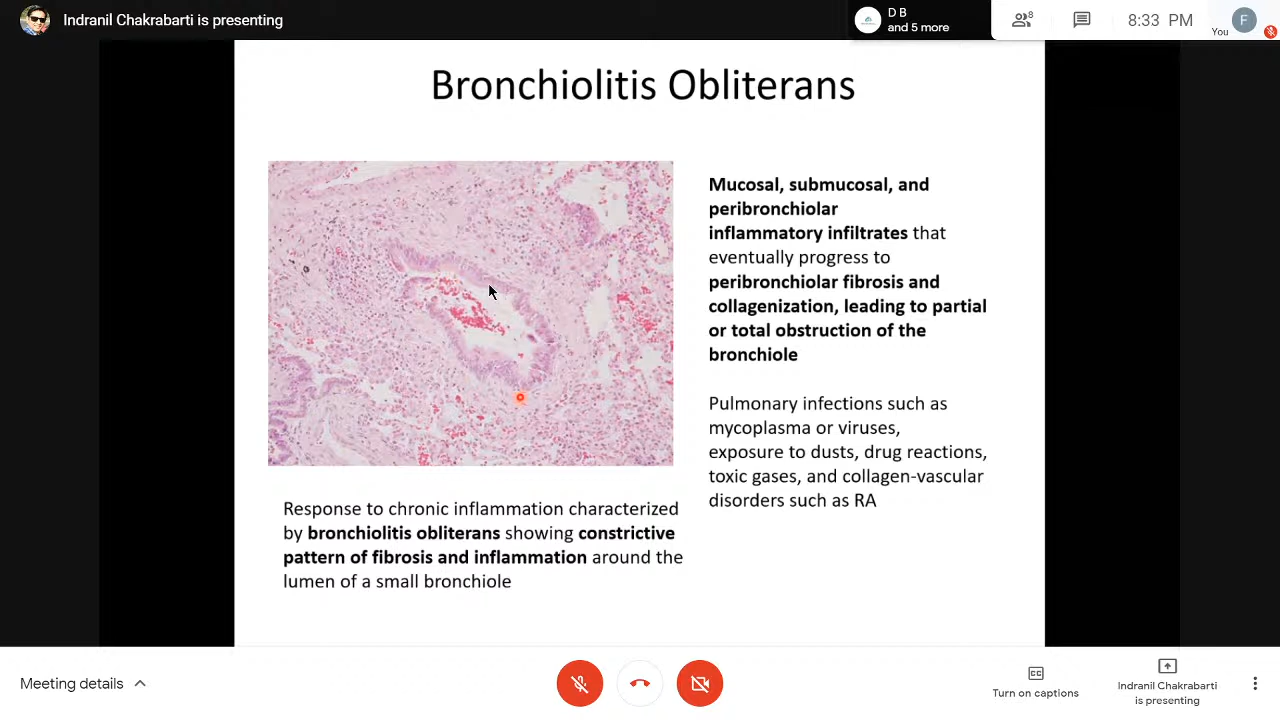 Indranil Chakrabarti is presenting
D B
and 5 more
8
8:33 PM
You
F
Bronchiolitis Obliterans
Mucosal, submucosal, and
peribronchiolar
inflammatory infiltrates that
eventually progress to
peribronchiolar fibrosis and
collagenization, leading to partial
or total obstruction of the
bronchiole
Pulmonary infections such as
mycoplasma or viruses,
exposure to dusts, drug reactions,
toxic gases, and collagen-vascular
disorders such as RA
Response to chronic inflammation characterized
by bronchiolitis obliterans showing constrictive
pattern of fibrosis and inflammation around the
lumen of a small bronchiole
Meeting details
CC
Turn on captions
Indranil Chakrabarti
is presenting